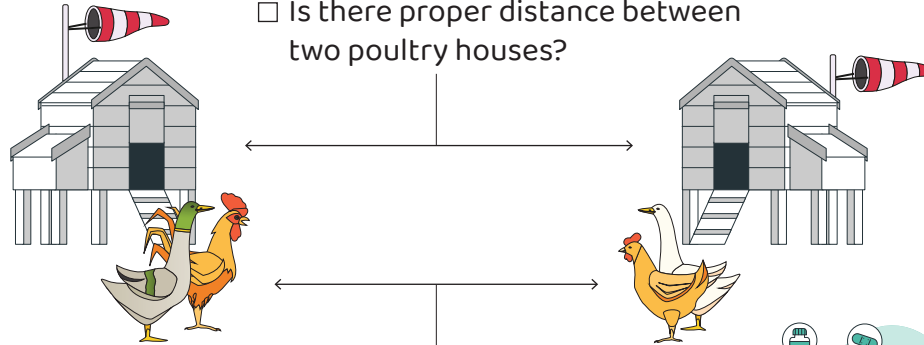 ☐ Is there proper distance between
two poultry houses?